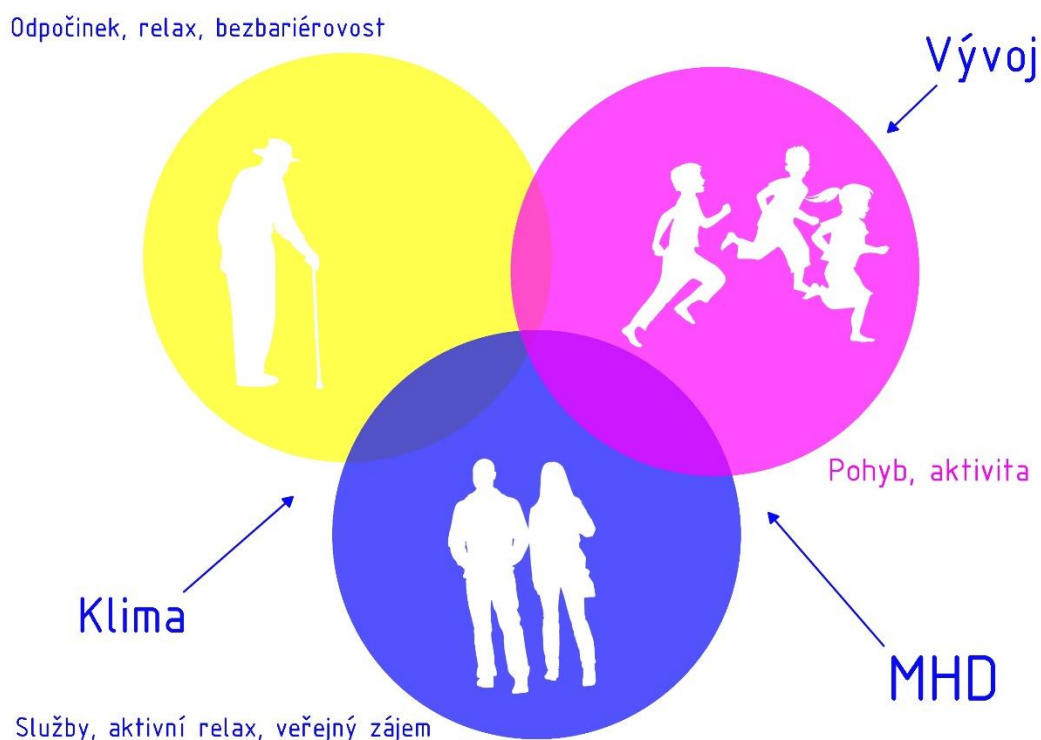 Odpočinek, relax, bezbariérovost
Vývoj
Pohyb, aktivita
Klima
MHD
Služby, aktivní relax, veřejný zájem